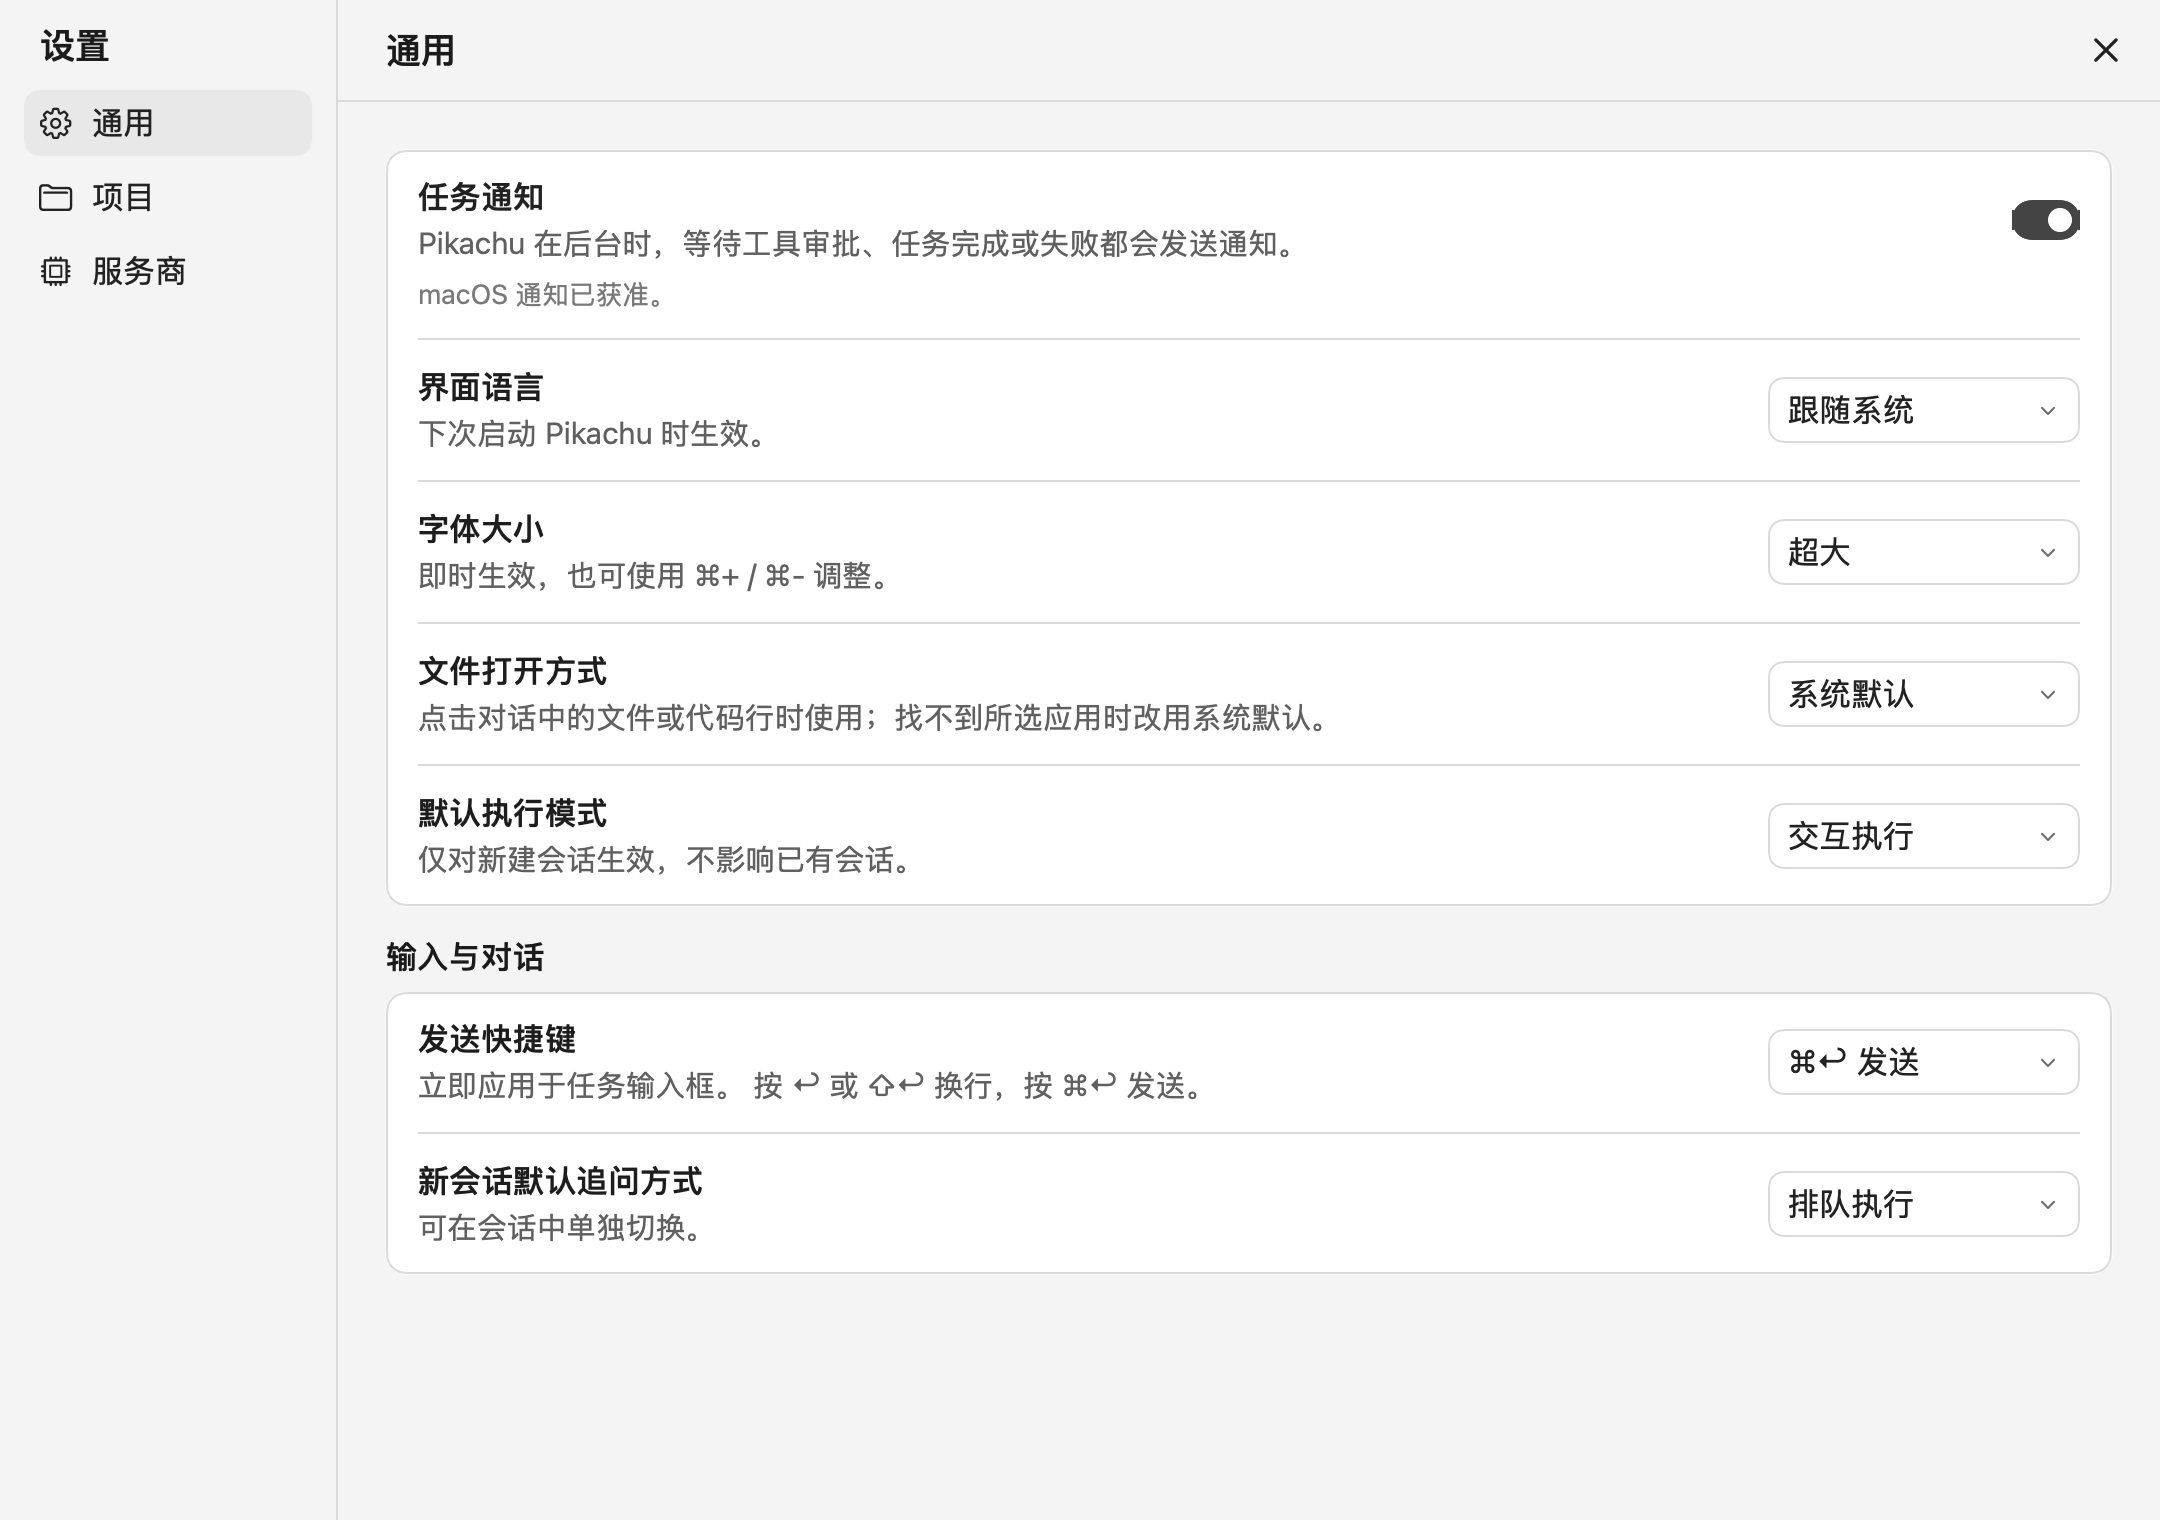 设置
通用
项目
服务商
通用
任务通知
Pikachu 在后台时，等待工具审批、任务完成或失败都会发送通知。
macOS 通知已获准。
界面语言
下次启动 Pikachu 时生效。
跟随系统
字体大小
即时生效，也可使用 ⌘+ / ⌘- 调整。
超大
文件打开方式
点击对话中的文件或代码行时使用；找不到所选应用时改用系统默认。
系统默认
默认执行模式
仅对新建会话生效，不影响已有会话。
交互执行
输入与对话
发送快捷键
立即应用于任务输入框。 按 ↩ 或 ⇧↩ 换行，按 ⌘↩ 发送。
⌘↩ 发送
新会话默认追问方式
可在会话中单独切换。
排队执行